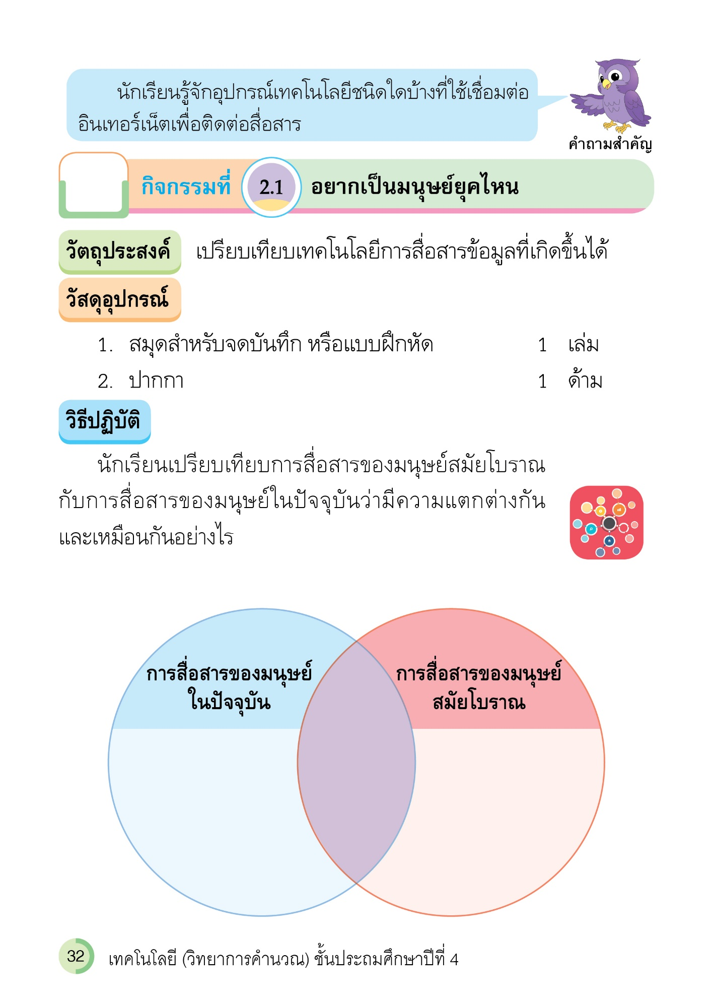 นักเรียนรู้จักอุปกรณ์เทคโนโลยีชนิดใดบ้างที่ใช้เชื่อมต่อ
อินเทอร์เน็ตเพื่อติดต่อสื่อสาร
คำถามสำคัญ
กิจกรรมที่ 2.1 อยากเป็นมนุษย์ยุคไหน
วัตถุประสงค์ เปรียบเทียบเทคโนโลยีการสื่อสารข้อมูลที่เกิดขึ้นได้
วัสดุอุปกรณ์
1. สมุดสำหรับจดบันทึก หรือแบบฝึกหัด 1 เล่ม
2. ปากกา 1 ด้าม
วิธีปฏิบัติ
นักเรียนเปรียบเทียบการสื่อสารของมนุษย์สมัยโบราณ
กับการสื่อสารของมนุษย์ในปัจจุบันว่ามีความแตกต่างกัน
และเหมือนกันอย่างไร
การสื่อสารของมนุษย์
ในปัจจุบัน
การสื่อสารของมนุษย์
สมัยโบราณ
32 เทคโนโลยี (วิทยาการคำนวณ) ชั้นประถมศึกษาปีที่ 4